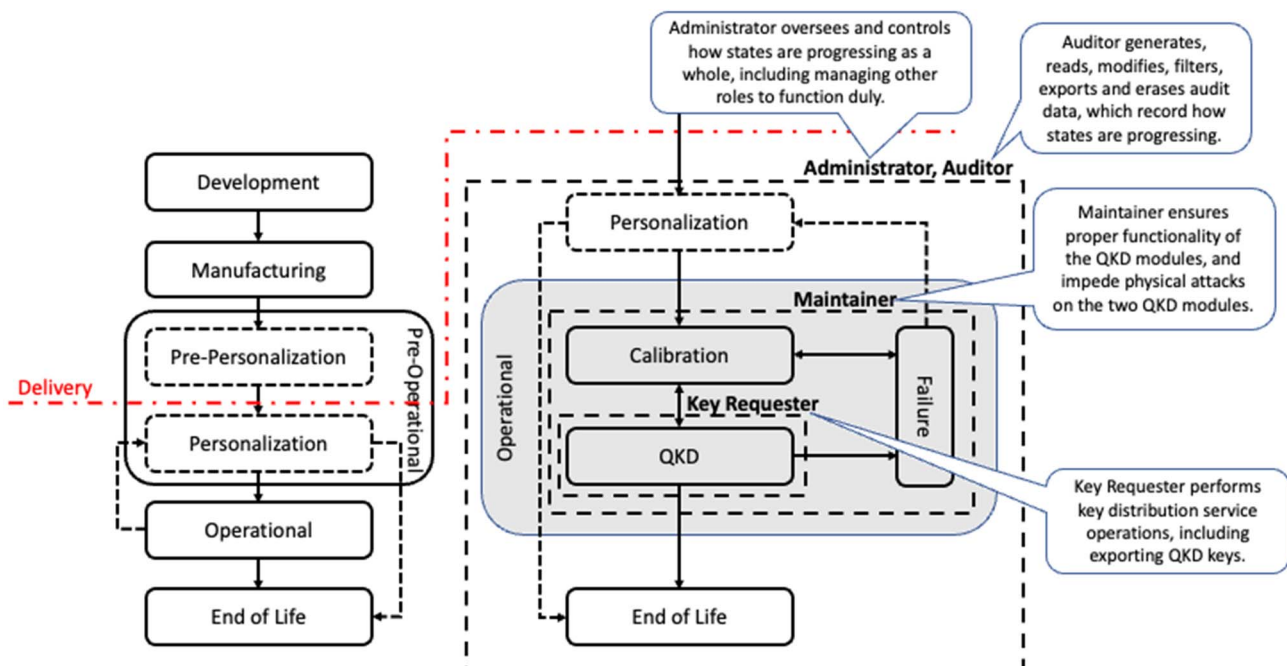 Administrator oversees and controls
how states are progressing as a
whole, including managing other
roles to function duly.
Auditor generates,
reads, modifies, filters,
exports and erases audit
data, which record how
states are progressing.
Administrator, Auditor
Development
Manufacturing
Pre-Personalization
Personalization
Pre-Operational
Delivery
Operational
End of Life
Personalization
Maintainer
Maintainer ensures
proper functionality of
the QKD modules, and
impede physical attacks
on the two QKD modules.
Operational
Calibration
Failure
Key Requester
QKD
Key Requester performs
key distribution service
operations, including
exporting QKD keys.
End of Life